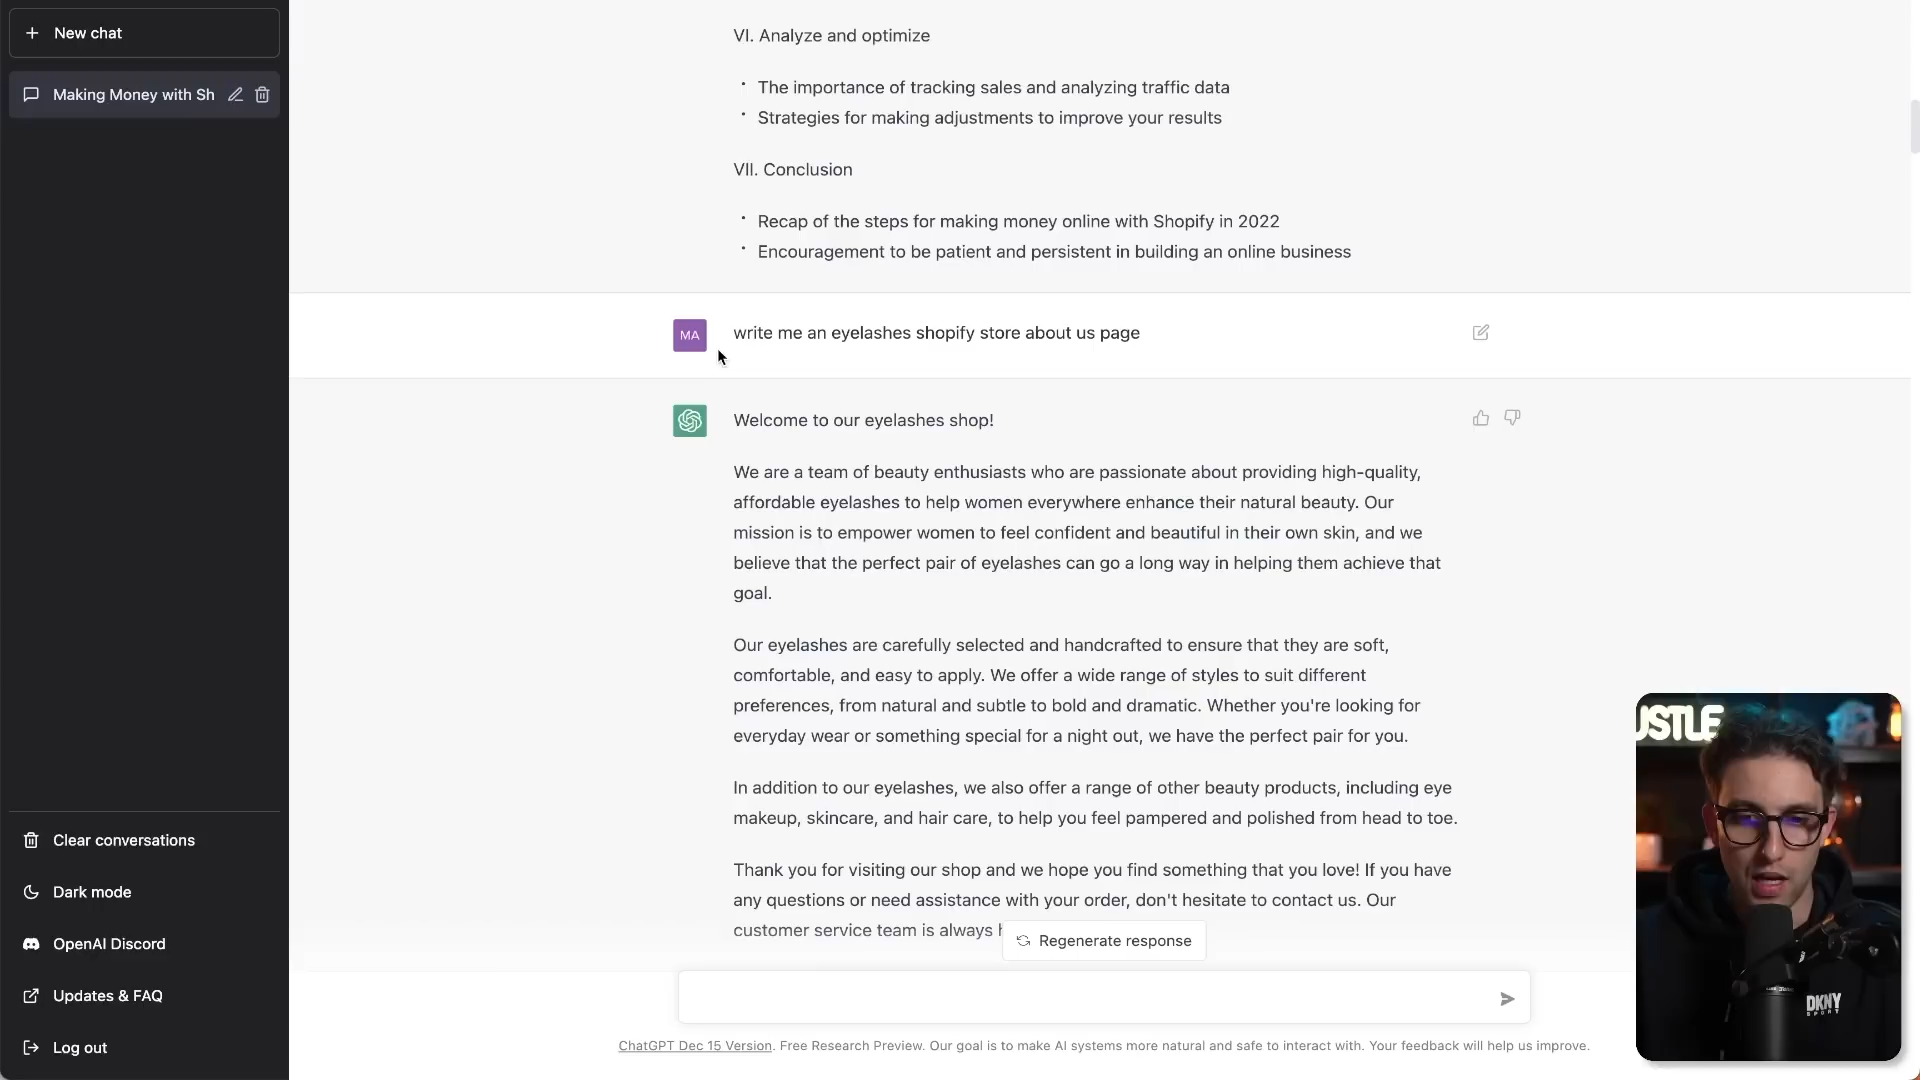 New chat
Making Money with Sh
Clear conversations
Dark mode
OpenAI Discord
Updates & FAQ
Log out
VI. Analyze and optimize
The importance of tracking sales and analyzing traffic data
Strategies for making adjustments to improve your results
VII. Conclusion
Recap of the steps for making money online with Shopify in 2022
Encouragement to be patient and persistent in building an online business
MA
write me an eyelashes shopify store about us page
Welcome to our eyelashes shop!
We are a team of beauty enthusiasts who are passionate about providing high-quality,
affordable eyelashes to help women everywhere enhance their natural beauty. Our
mission is to empower women to feel confident and beautiful in their own skin, and we
believe that the perfect pair of eyelashes can go a long way in helping them achieve that
goal.
Our eyelashes are carefully selected and handcrafted to ensure that they are soft,
comfortable, and easy to apply. We offer a wide range of styles to suit different
preferences, from natural and subtle to bold and dramatic. Whether you're looking for
everyday wear or something special for a night out, we have the perfect pair for you.
In addition to our eyelashes, we also offer a range of other beauty products, including eye
makeup, skincare, and hair care, to help you feel pampered and polished from head to toe.
Thank you for visiting our shop and we hope you find something that you love! If you have
any questions or need assistance with your order, don't hesitate to contact us. Our
customer service team is always
Regenerate response
ChatGPT Dec 15 Version. Free Research Preview. Our goal is to make AI systems more natural and safe to interact with. Your feedback will help us improve.
USTLE
DKNY
SPORT